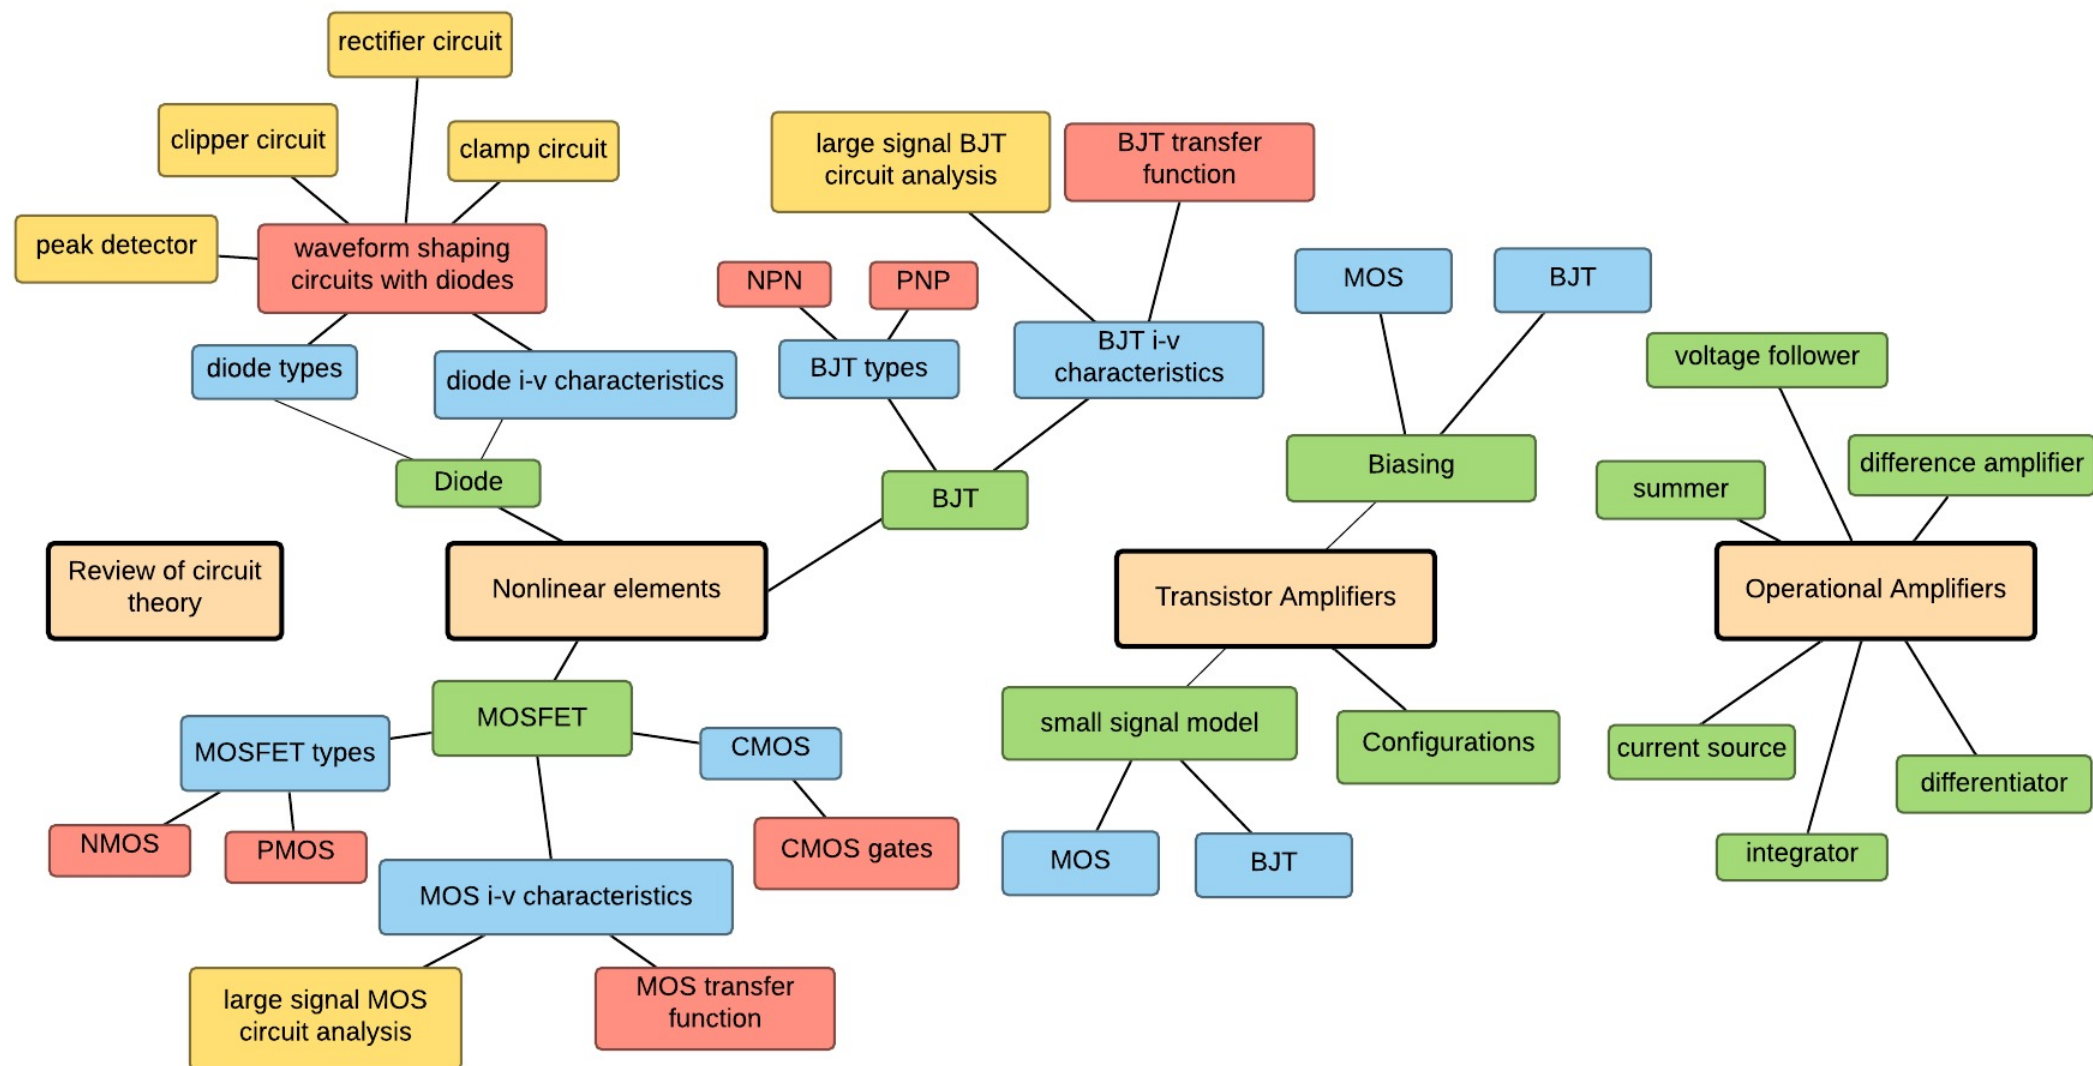 rectifier circuit
clipper circuit
clamp circuit
peak detector
waveform shaping
circuits with diodes
diode types
diode i-v characteristics
Diode
large signal BJT
circuit analysis
BJT transfer
function
NPN
PNP
BJT types
BJT i-v
characteristics
BJT
MOS
BJT
Biasing
voltage follower
summer
difference amplifier
Review of circuit
theory
Nonlinear elements
Transistor Amplifiers
Operational Amplifiers
MOSFET
MOSFET types
CMOS
NMOS
PMOS
CMOS gates
MOS i-v characteristics
large signal MOS
circuit analysis
MOS transfer
function
small signal model
Configurations
MOS
BJT
current source
differentiator
integrator